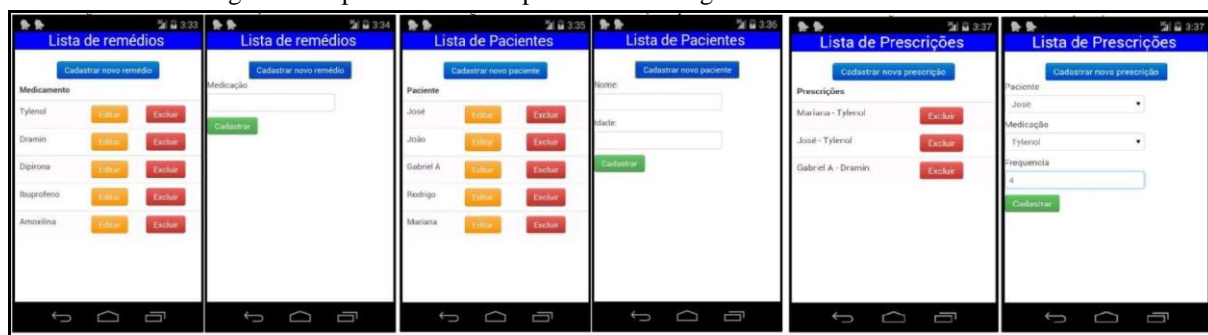 3:33
Lista de remédios
Cadastrar novo remédio
Medicamento
Tylenol Editar Excluir
Dramin Editar Excluir
Dipirona Editar Excluir
Ibuprofeno Editar Excluir
Amoxilina Editar Excluir
3:34
Lista de remédios
Cadastrar novo remédio
Medicação
Cadastrar
3:35
Lista de Pacientes
Cadastrar novo paciente
Paciente
José Editar Excluir
João Editar Excluir
Gabriel A Editar Excluir
Rodrigo Editar Excluir
Mariana Editar Excluir
3:36
Lista de Pacientes
Cadastrar novo paciente
Nome:
Idade:
Cadastrar
3:37
Lista de Prescrições
Cadastrar nova prescrição
Prescrições
Mariana - Tylenol Excluir
José - Tylenol Excluir
Gabriel A - Dramin Excluir
3:37
Lista de Prescrições
Cadastrar nova prescrição
Paciente
José
Medicação
Tylenol
Frequencia
4
Cadastrar